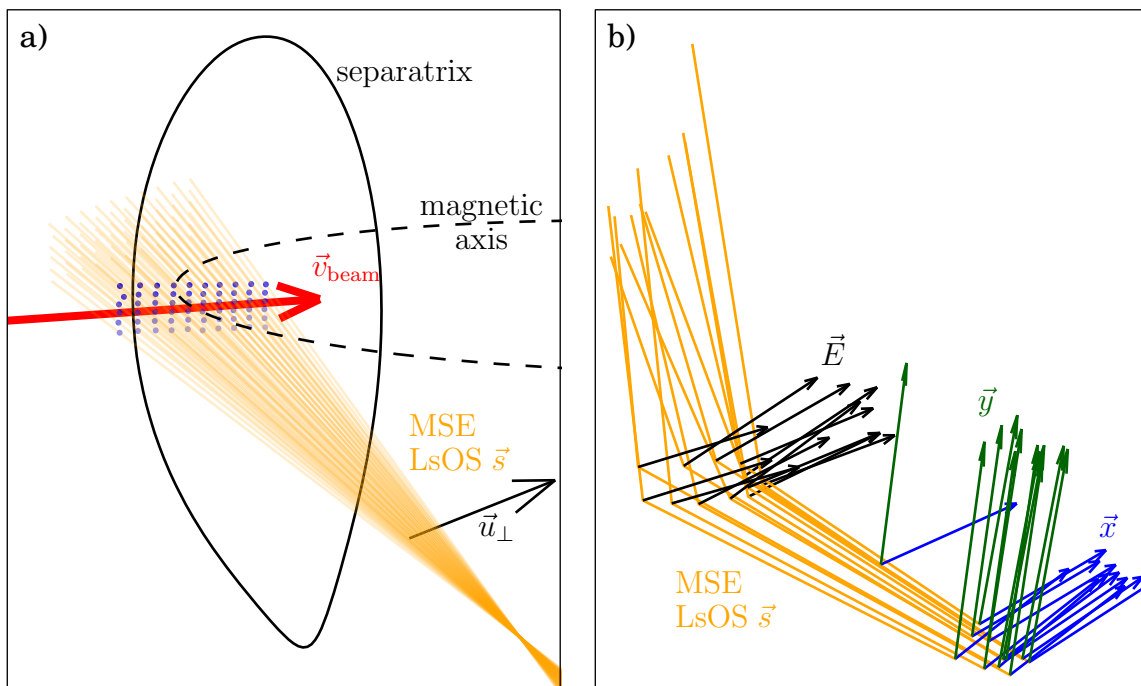 a)
separatrix
magnetic
axis
v⃗beam
MSE
LsOS s⃗
u⃗⊥
b)
E⃗
y⃗
x⃗
MSE
LsOS s⃗